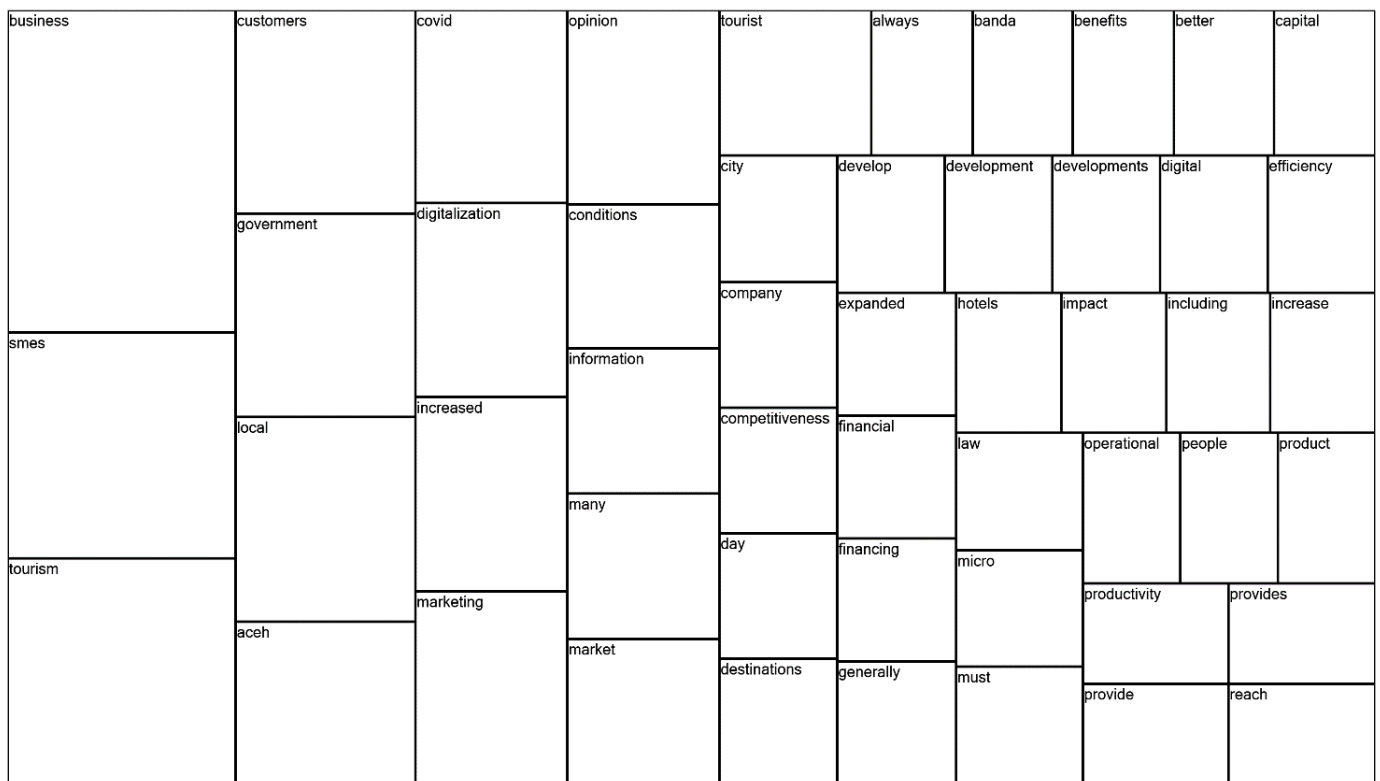 business
smes
tourism
customers
government
local
aceh
covid
digitalization
increased
marketing
opinion
conditions
information
many
market
tourist
always
banda
benefits
better
capital
city
company
competitiveness
day
destinations
develop
development
developments
digital
efficiency
expanded
financial
financing
generally
hotels
impact
including
increase
law
micro
must
operational
people
product
productivity
provides
provide
reach